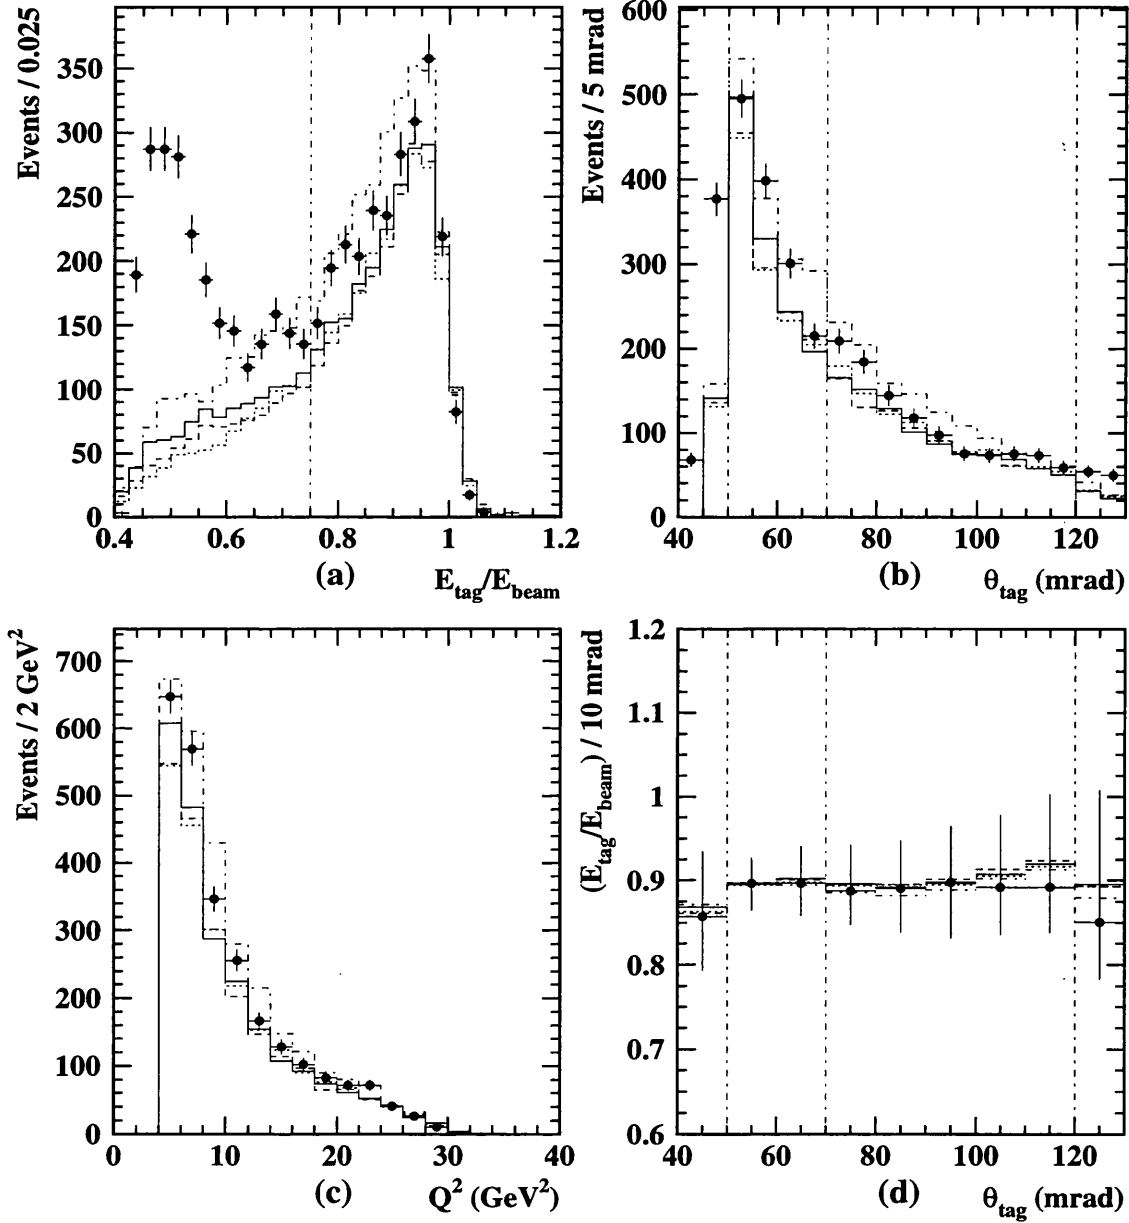 Events / 0.025
350
300
250
200
150
100
50
0
0.4 0.6 0.8 1 1.2
(a) E_tag/E_beam
Events / 5 mrad
600
500
400
300
200
100
0
40 60 80 100 120
(b) θ_tag (mrad)
Events / 2 GeV²
700
600
500
400
300
200
100
0
0 10 20 30 40
(c) Q² (GeV²)
(E_tag/E_beam) / 10 mrad
1.2
1.1
1
0.9
0.8
0.7
0.6
40 60 80 100 120
(d) θ_tag (mrad)